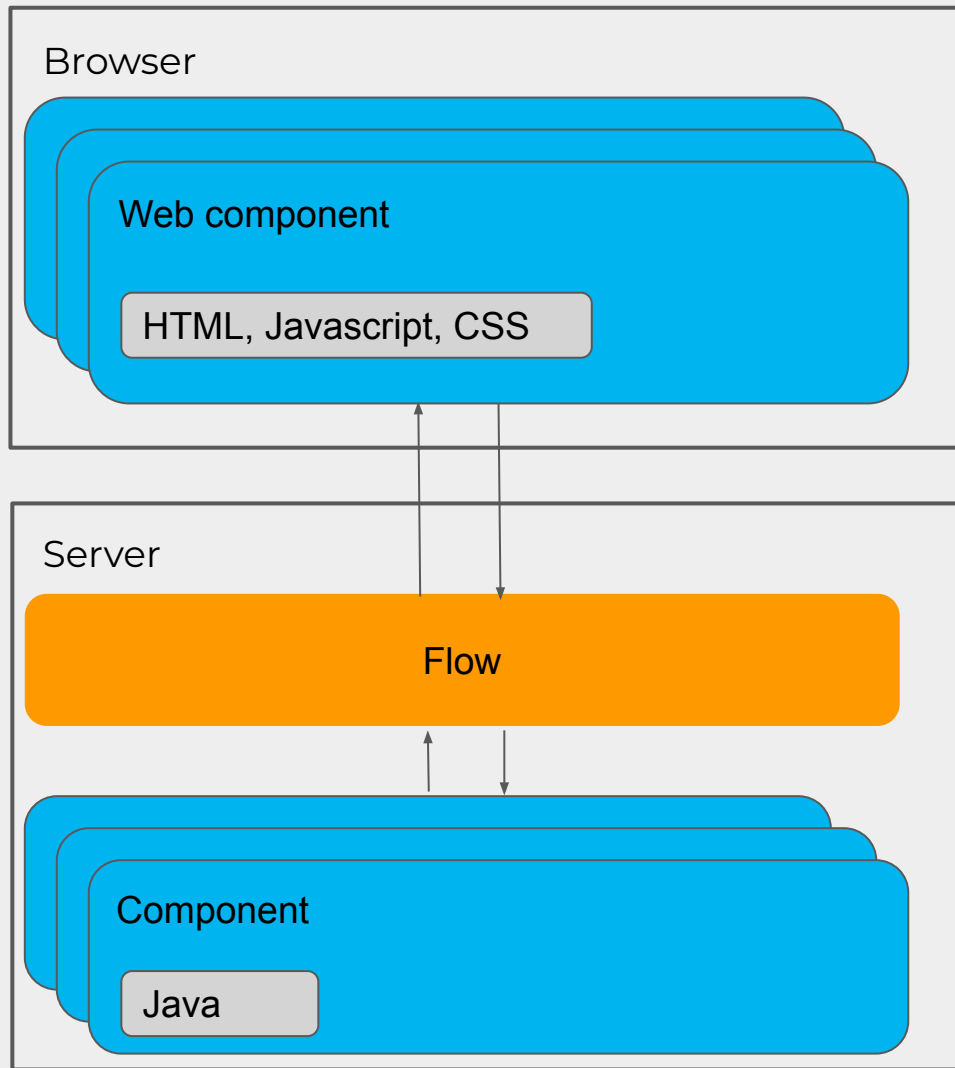 Browser
Web component
HTML, Javascript, CSS
Server
Flow
Component
Java